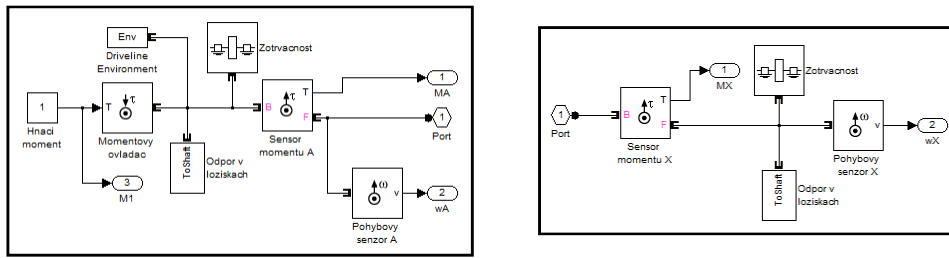 Env
Driveline
Environment
Zotrvacnost
1
Hnaci
moment
T
τ
Momentovy
ovladac
B
τ
T
F
Sensor
momentu A
1
MA
1
Port
ToShaft
Odpor v
loziskach
3
M1
ω
v
Pohybovy
senzor A
2
wA
1
Port
B
τ
T
F
Sensor
momentu X
1
MX
Zotrvacnost
ω
v
Pohybovy
senzor X
2
wX
ToShaft
Odpor v
loziskach